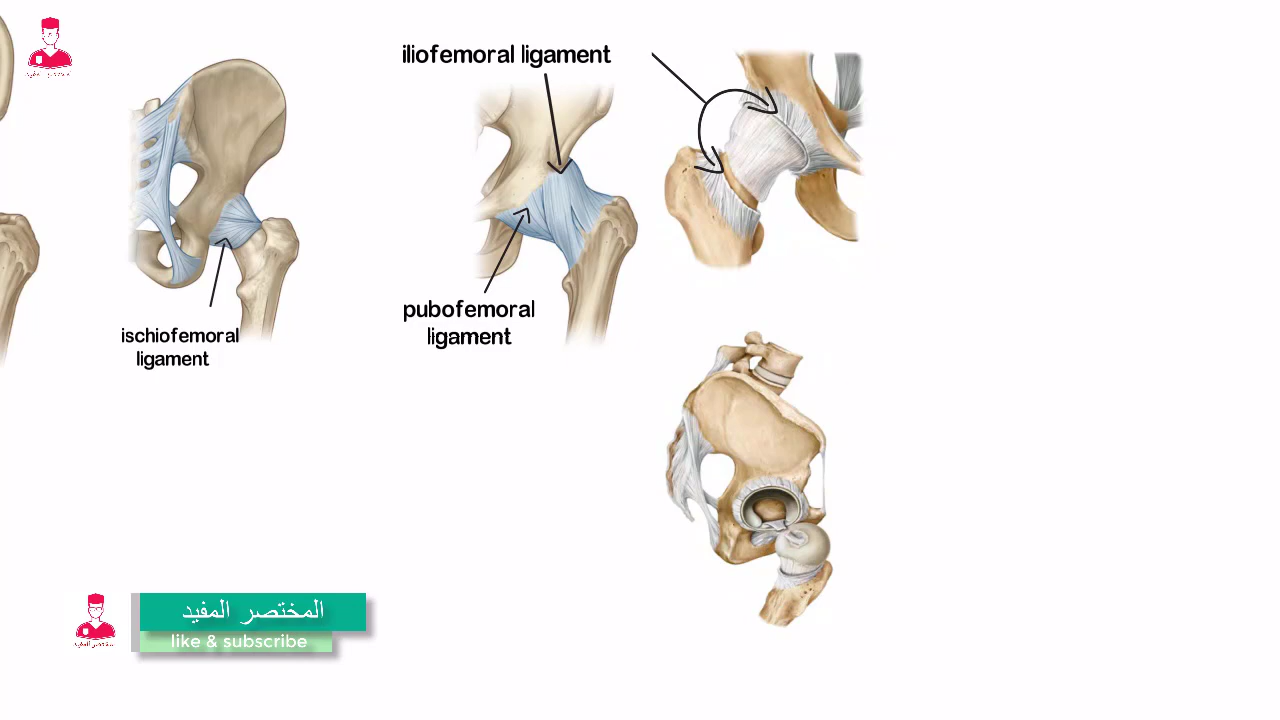 iliofemoral ligament
pubofemoral
ligament
ischiofemoral
ligament
المختصر المفيد
like & subscribe